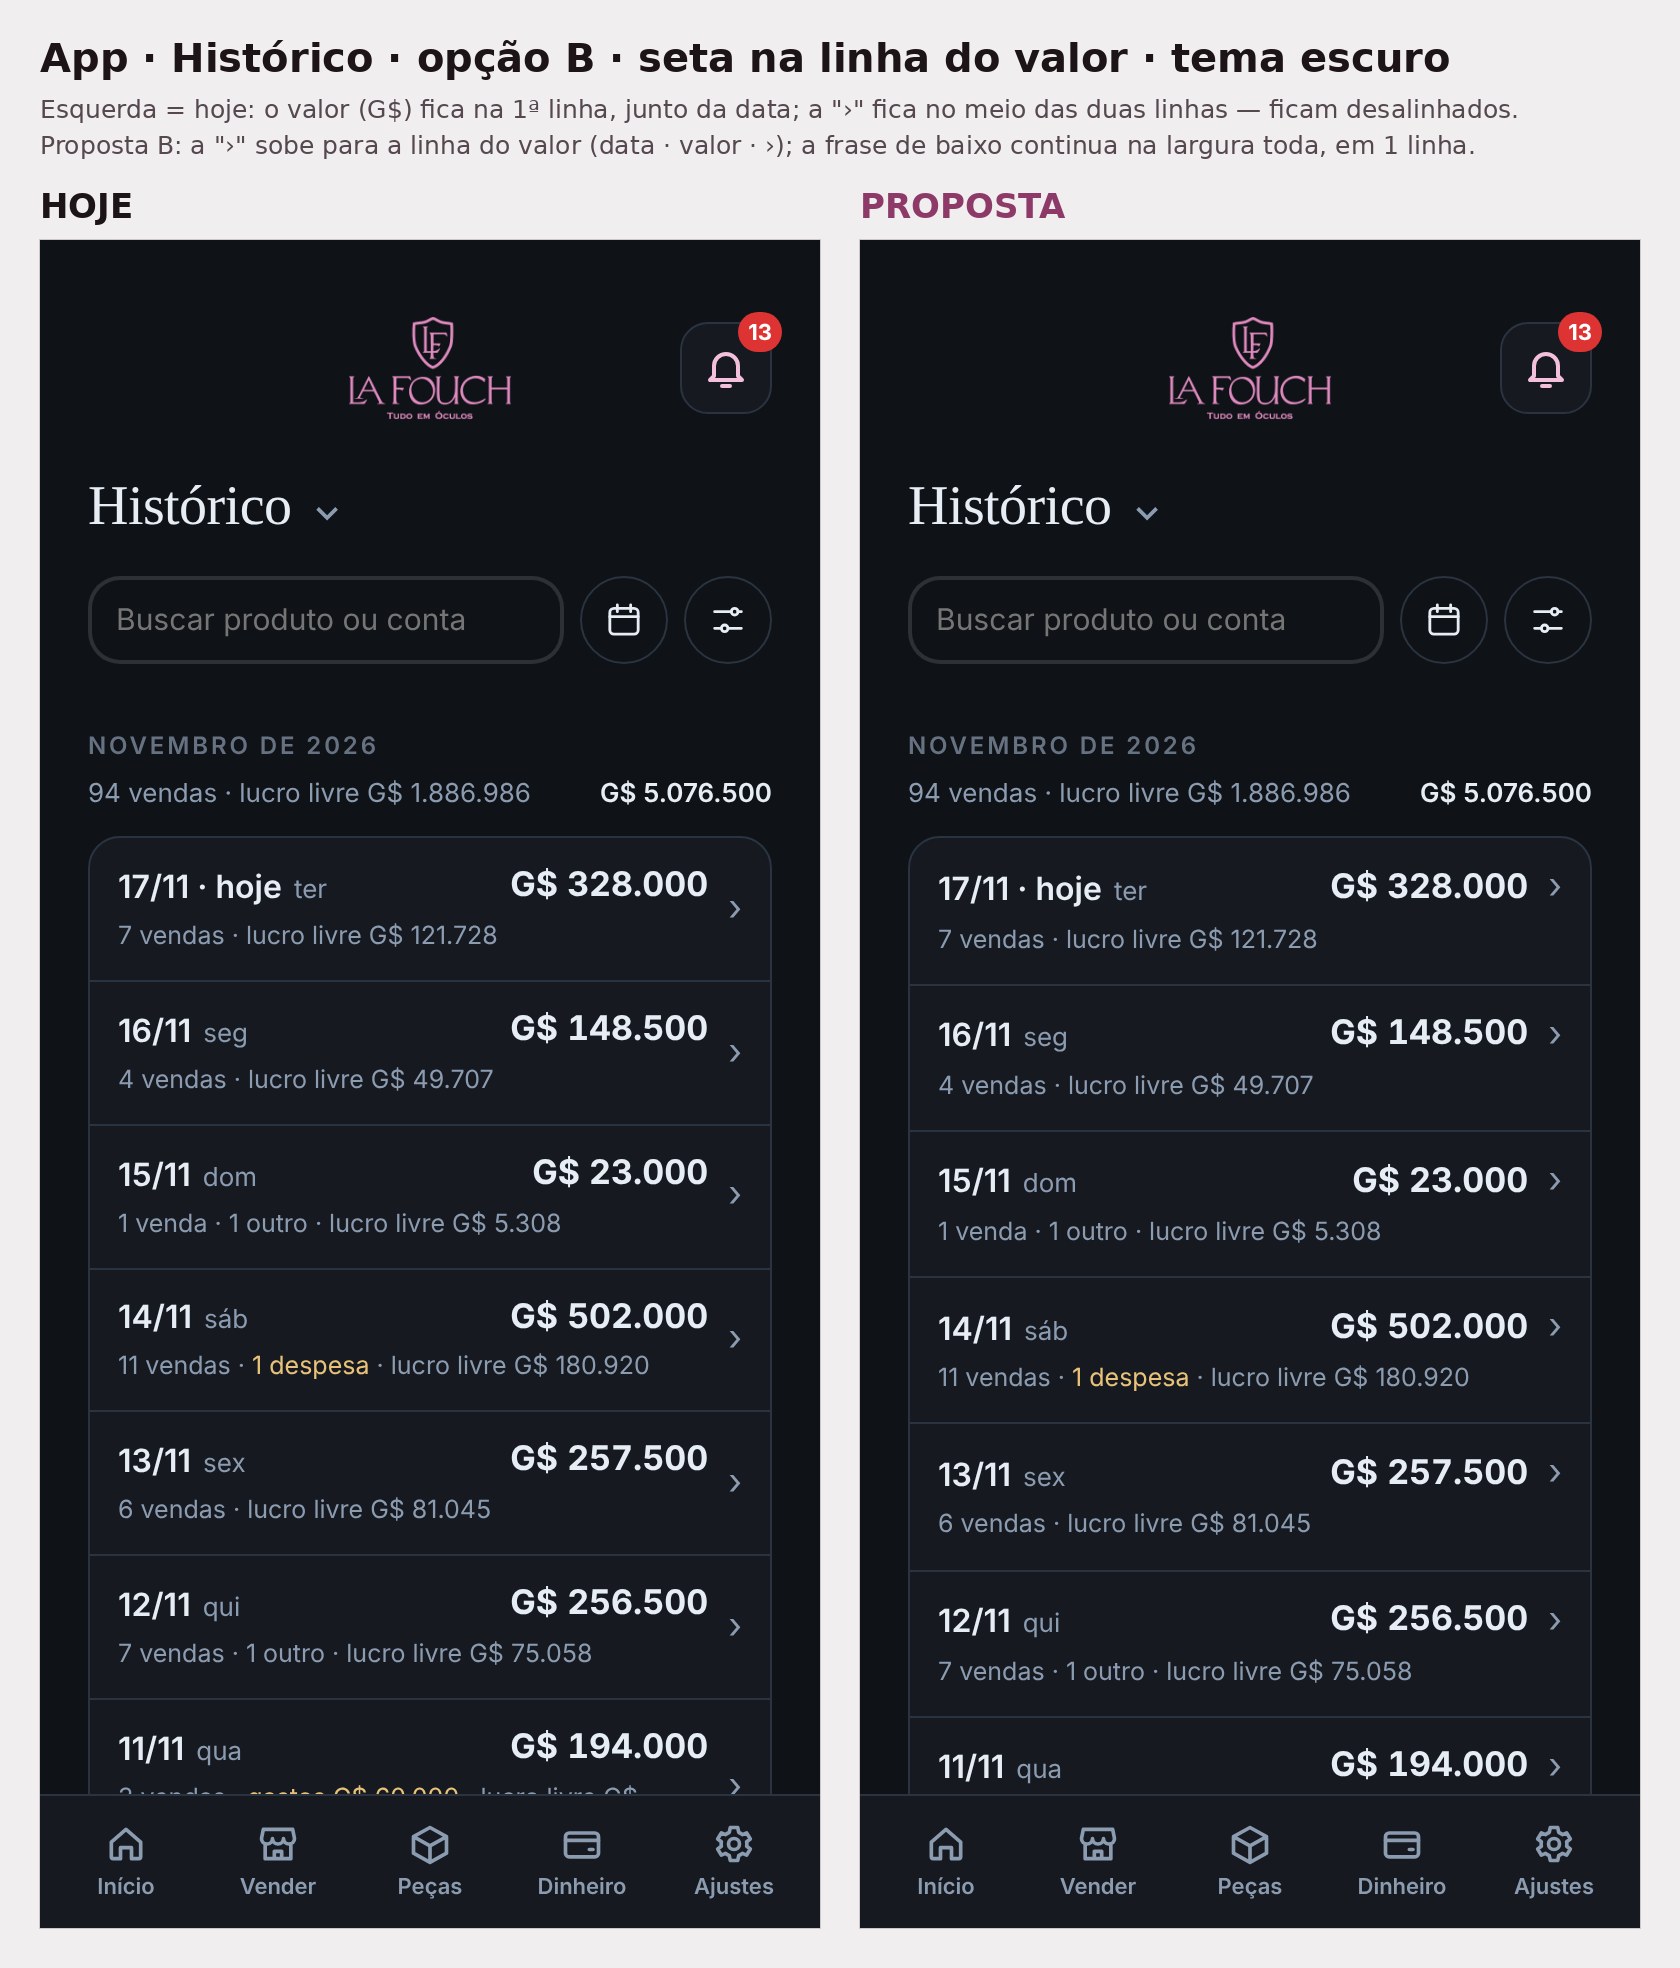 App · Histórico · opção B · seta na linha do valor · tema escuro
Esquerda = hoje: o valor (G$) fica na 1ª linha, junto da data; a "›" fica no meio das duas linhas — ficam desalinhados.
Proposta B: a "›" sobe para a linha do valor (data · valor · ›); a frase de baixo continua na largura toda, em 1 linha.
HOJE
LF
LA FOUCH
TUDO EM ÓCULOS
13
Histórico
Buscar produto ou conta
NOVEMBRO DE 2026
94 vendas · lucro livre G$ 1.886.986 G$ 5.076.500
17/11 · hoje ter G$ 328.000 ›
7 vendas · lucro livre G$ 121.728
16/11 seg G$ 148.500 ›
4 vendas · lucro livre G$ 49.707
15/11 dom G$ 23.000 ›
1 venda · 1 outro · lucro livre G$ 5.308
14/11 sáb G$ 502.000 ›
11 vendas · 1 despesa · lucro livre G$ 180.920
13/11 sex G$ 257.500 ›
6 vendas · lucro livre G$ 81.045
12/11 qui G$ 256.500 ›
7 vendas · 1 outro · lucro livre G$ 75.058
11/11 qua G$ 194.000 ›
vendas · gastos G$ 60.000 · lucro livre G$
Início Vender Peças Dinheiro Ajustes
PROPOSTA
LF
LA FOUCH
TUDO EM ÓCULOS
13
Histórico
Buscar produto ou conta
NOVEMBRO DE 2026
94 vendas · lucro livre G$ 1.886.986 G$ 5.076.500
17/11 · hoje ter G$ 328.000 ›
7 vendas · lucro livre G$ 121.728
16/11 seg G$ 148.500 ›
4 vendas · lucro livre G$ 49.707
15/11 dom G$ 23.000 ›
1 venda · 1 outro · lucro livre G$ 5.308
14/11 sáb G$ 502.000 ›
11 vendas · 1 despesa · lucro livre G$ 180.920
13/11 sex G$ 257.500 ›
6 vendas · lucro livre G$ 81.045
12/11 qui G$ 256.500 ›
7 vendas · 1 outro · lucro livre G$ 75.058
11/11 qua G$ 194.000 ›
Início Vender Peças Dinheiro Ajustes